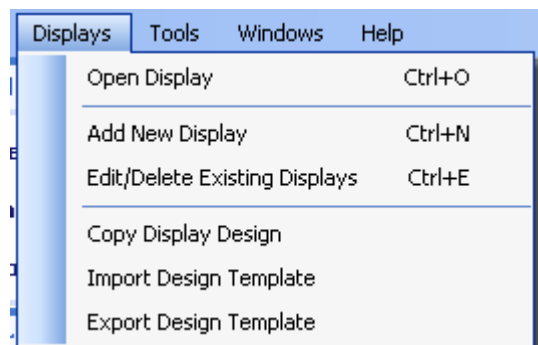 Displays Tools Windows Help
Open Display Ctrl+O
Add New Display Ctrl+N
Edit/Delete Existing Displays Ctrl+E
Copy Display Design
Import Design Template
Export Design Template